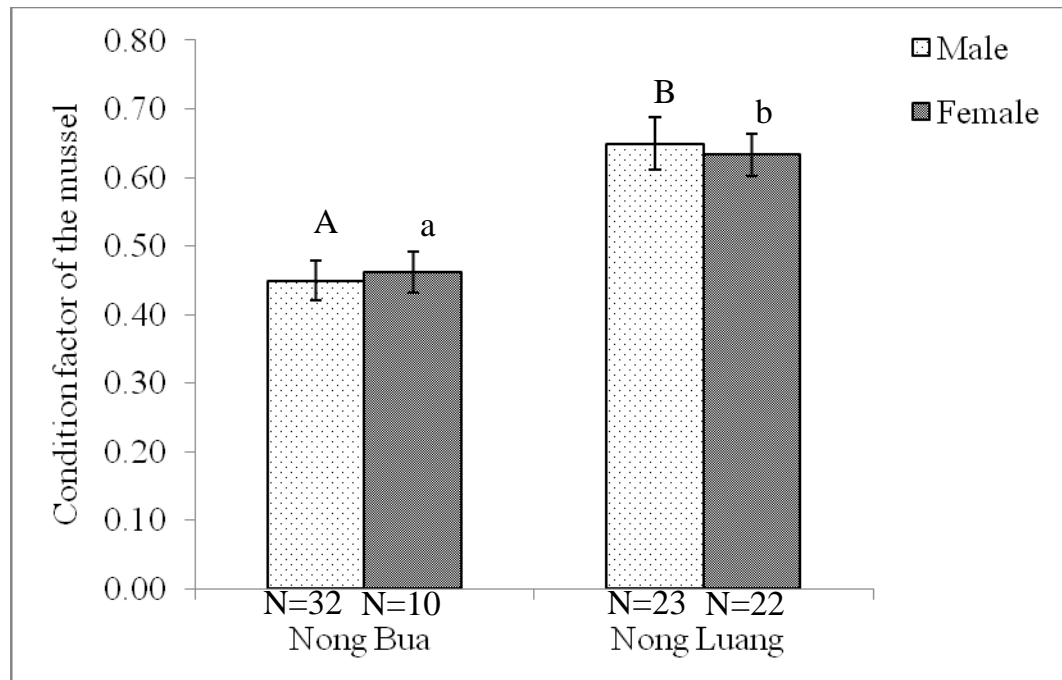 0.80
0.70
0.60
0.50
0.40
0.30
0.20
0.10
0.00
Condition factor of the mussel
A
a
B
b
Male
Female
N=32 N=10
N=23 N=22
Nong Bua
Nong Luang